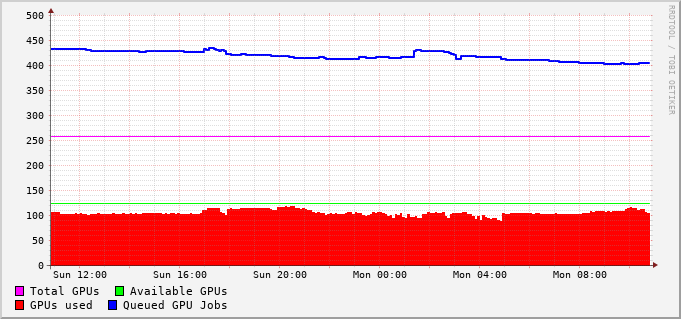 RRDTOOL / TOBI OETIKER
500
450
400
350
300
250
200
150
100
50
0
Sun 12:00 Sun 16:00 Sun 20:00 Mon 00:00 Mon 04:00 Mon 08:00
Total GPUs Available GPUs
GPUs used Queued GPU Jobs